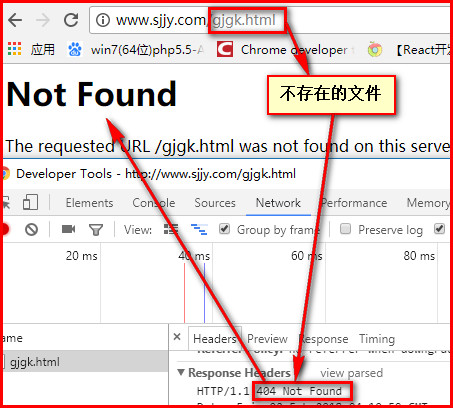 www.sjjy.com/gjgk.html
应用 win7(64位)php5.5-A Chrome developer t 【React开发
Not Found
不存在的文件
The requested URL /gjgk.html was not found on this serve
Developer Tools - http://www.sjjy.com/gjgk.html
Elements Console Sources Network Performance Memory
View: Group by frame Preserve log
20 ms 40 ms 60 ms 80 ms
ame × Headers Preview Response Timing
gjgk.html
Response Headers view parsed
HTTP/1.1 404 Not Found